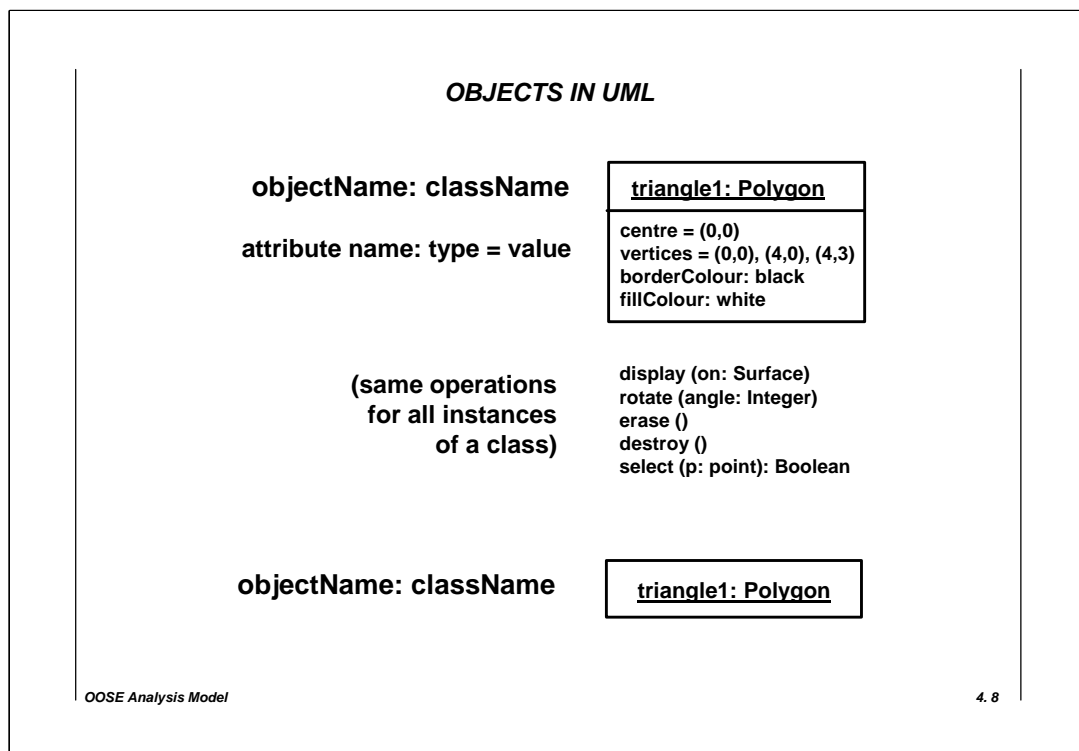 OBJECTS IN UML
objectName: className
triangle1: Polygon
attribute name: type = value
centre = (0,0)
vertices = (0,0), (4,0), (4,3)
borderColour: black
fillColour: white
(same operations
for all instances
of a class)
display (on: Surface)
rotate (angle: Integer)
erase ()
destroy ()
select (p: point): Boolean
objectName: className
triangle1: Polygon
OOSE Analysis Model
4. 8